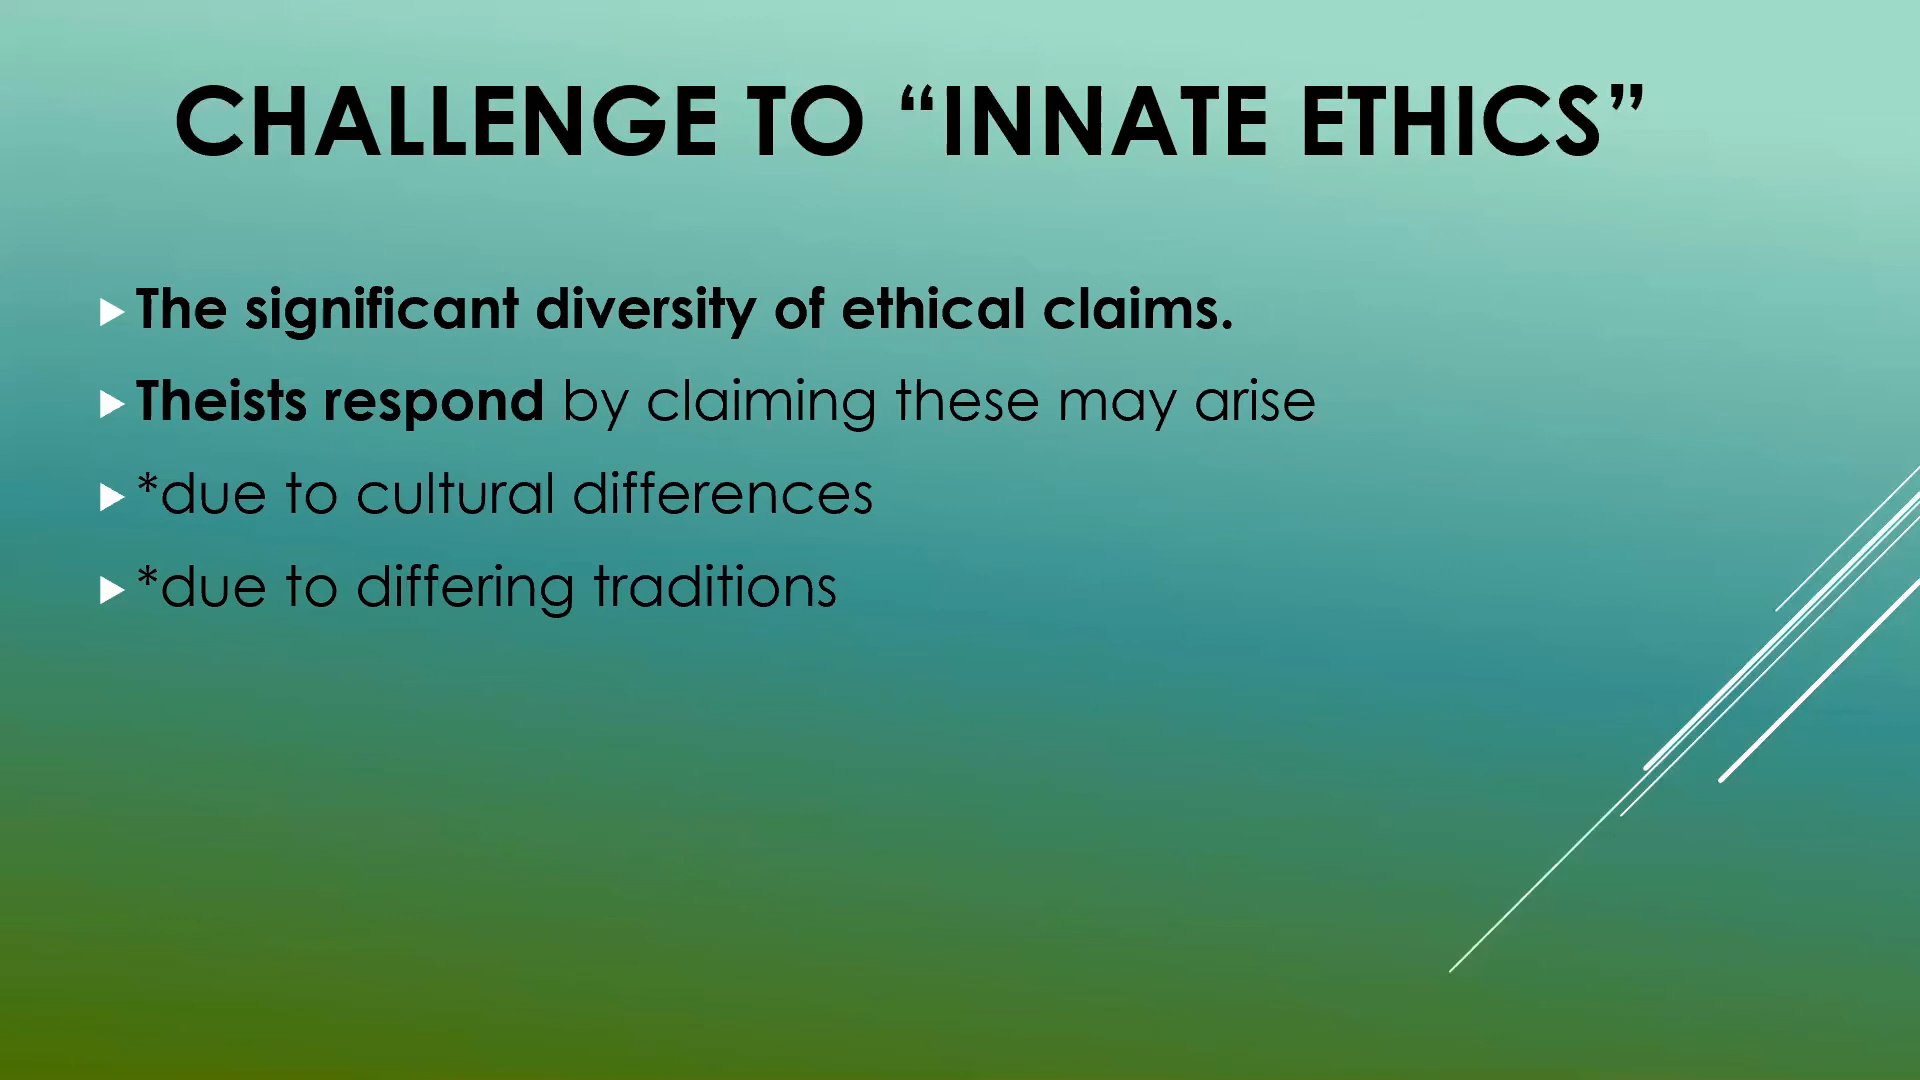 CHALLENGE TO “INNATE ETHICS”
The significant diversity of ethical claims.
Theists respond by claiming these may arise
*due to cultural differences
*due to differing traditions